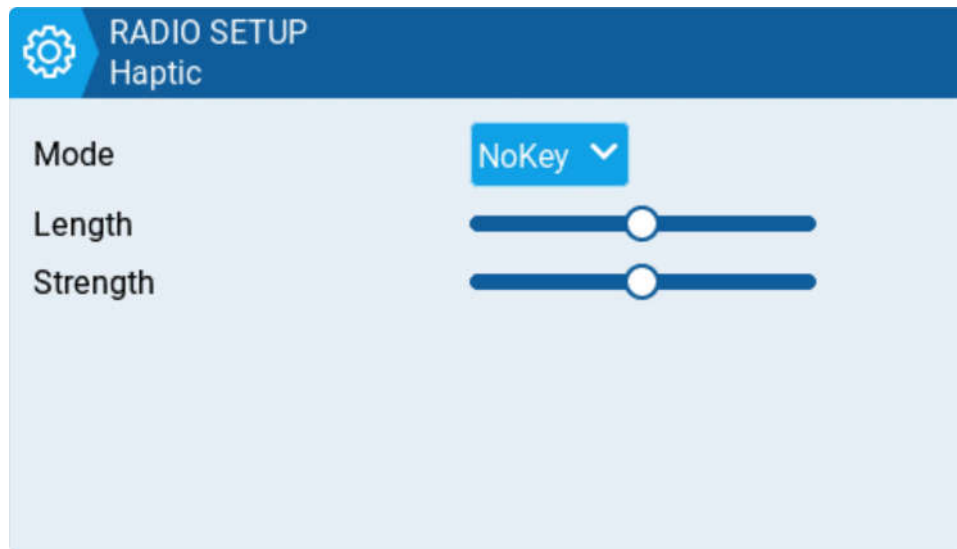 RADIO SETUP
Haptic
Mode
NoKey
Length
Strength